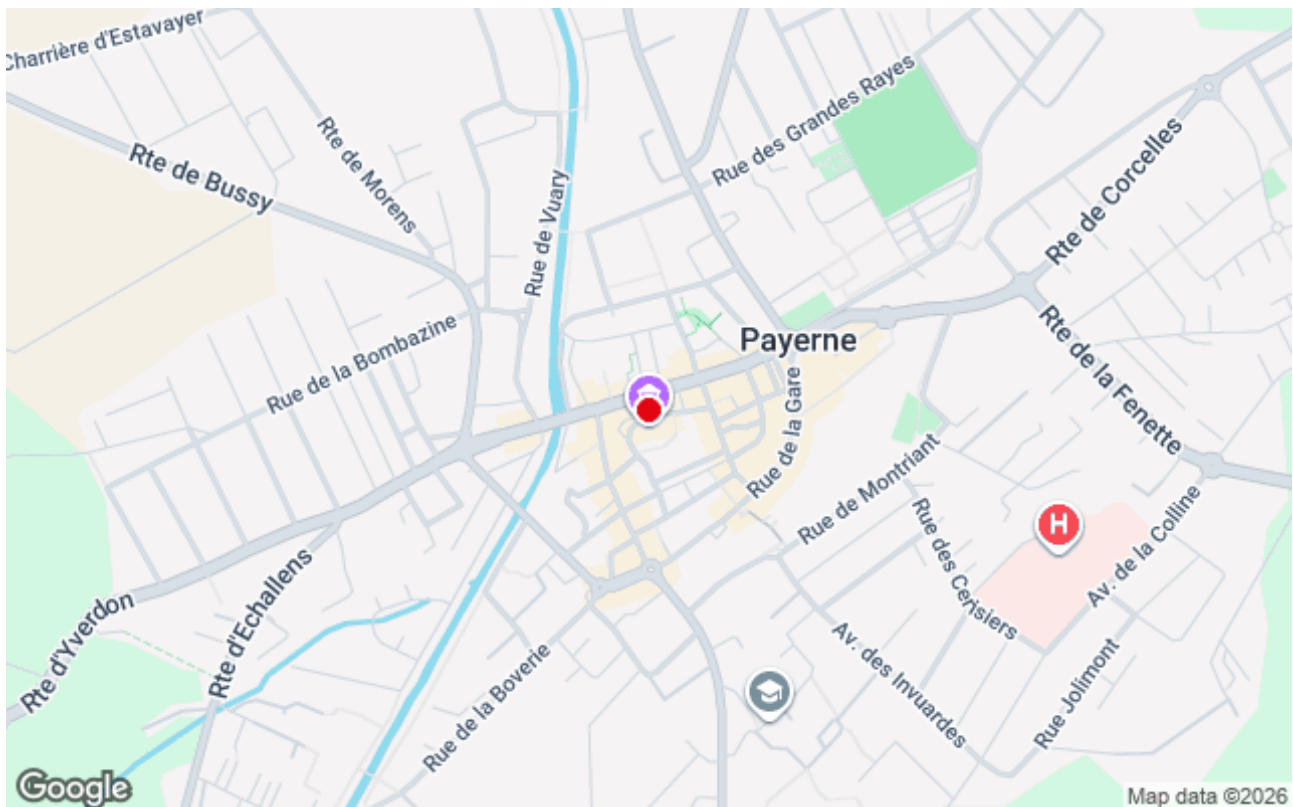 Charrière d'Estavayer
Rte de Bussy
Rte de Morens
Rue de Vuary
Rue des Grandes Rayes
Rte de Corcelles
Rue de la Bombazine
Payerne
Rte de la Fenette
Rue de la Gare
Rue de Montriant
Rue des Cerisiers
H
Av. de la Colline
Rte d'Yverdon
Rte d'Echallens
Rue de la Boverie
Av. des Invuardes
Rue Jolimont
Google
Map data ©2026